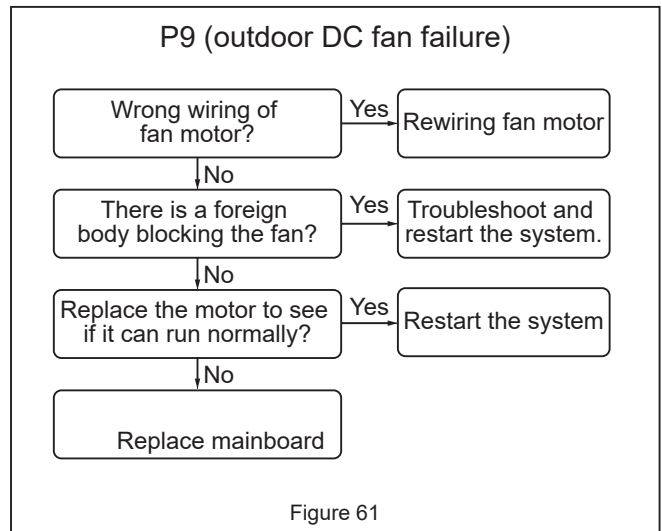 P9 (outdoor DC fan failure)
Wrong wiring of
fan motor?
Yes
Rewiring fan motor
No
There is a foreign
body blocking the fan?
Yes
Troubleshoot and
restart the system.
No
Replace the motor to see
if it can run normally?
Yes
Restart the system
No
Replace mainboard
Figure 61